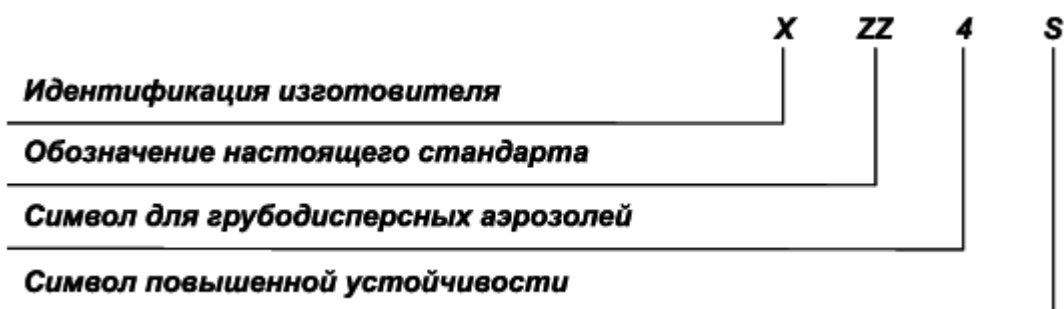 X ZZ 4 S
Идентификация изготовителя
Обозначение настоящего стандарта
Символ для грубодисперсных аэрозолей
Символ повышенной устойчивости